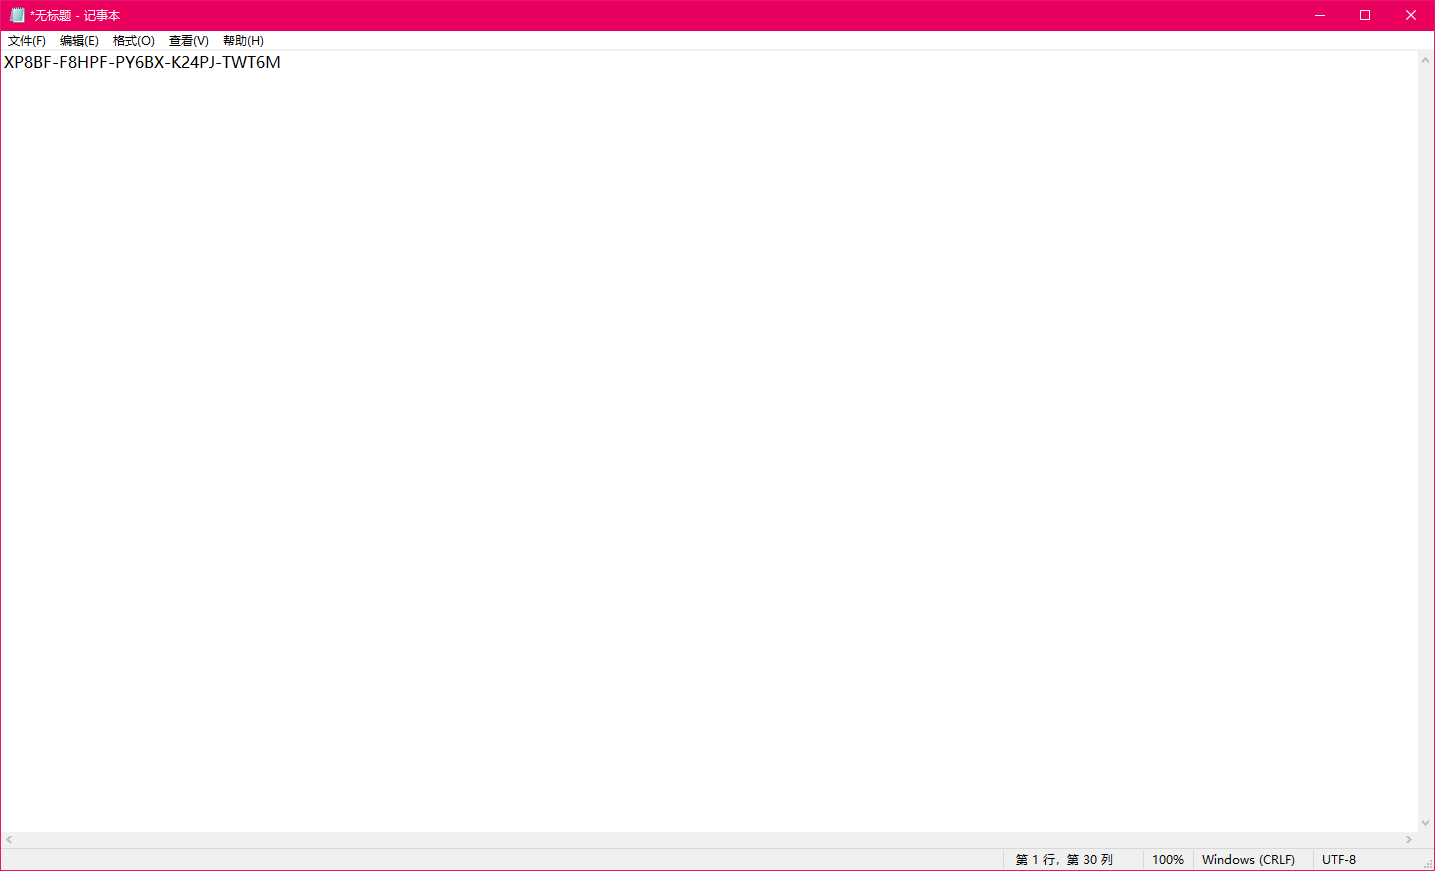 *无标题 - 记事本
文件(F) 编辑(E) 格式(O) 查看(V) 帮助(H)
XP8BF-F8HPF-PY6BX-K24PJ-TWT6M
第 1 行，第 30 列 100% Windows (CRLF) UTF-8